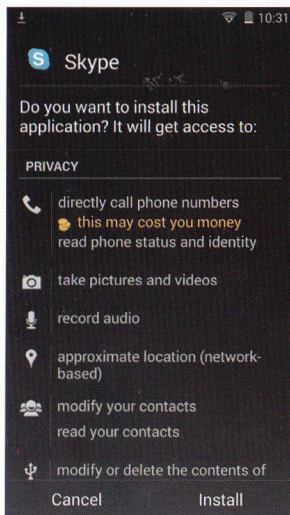 10:31
Skype
Do you want to install this
application? It will get access to:
PRIVACY
directly call phone numbers
this may cost you money
read phone status and identity
take pictures and videos
record audio
approximate location (network-
based)
modify your contacts
read your contacts
modify or delete the contents of
Cancel
Install